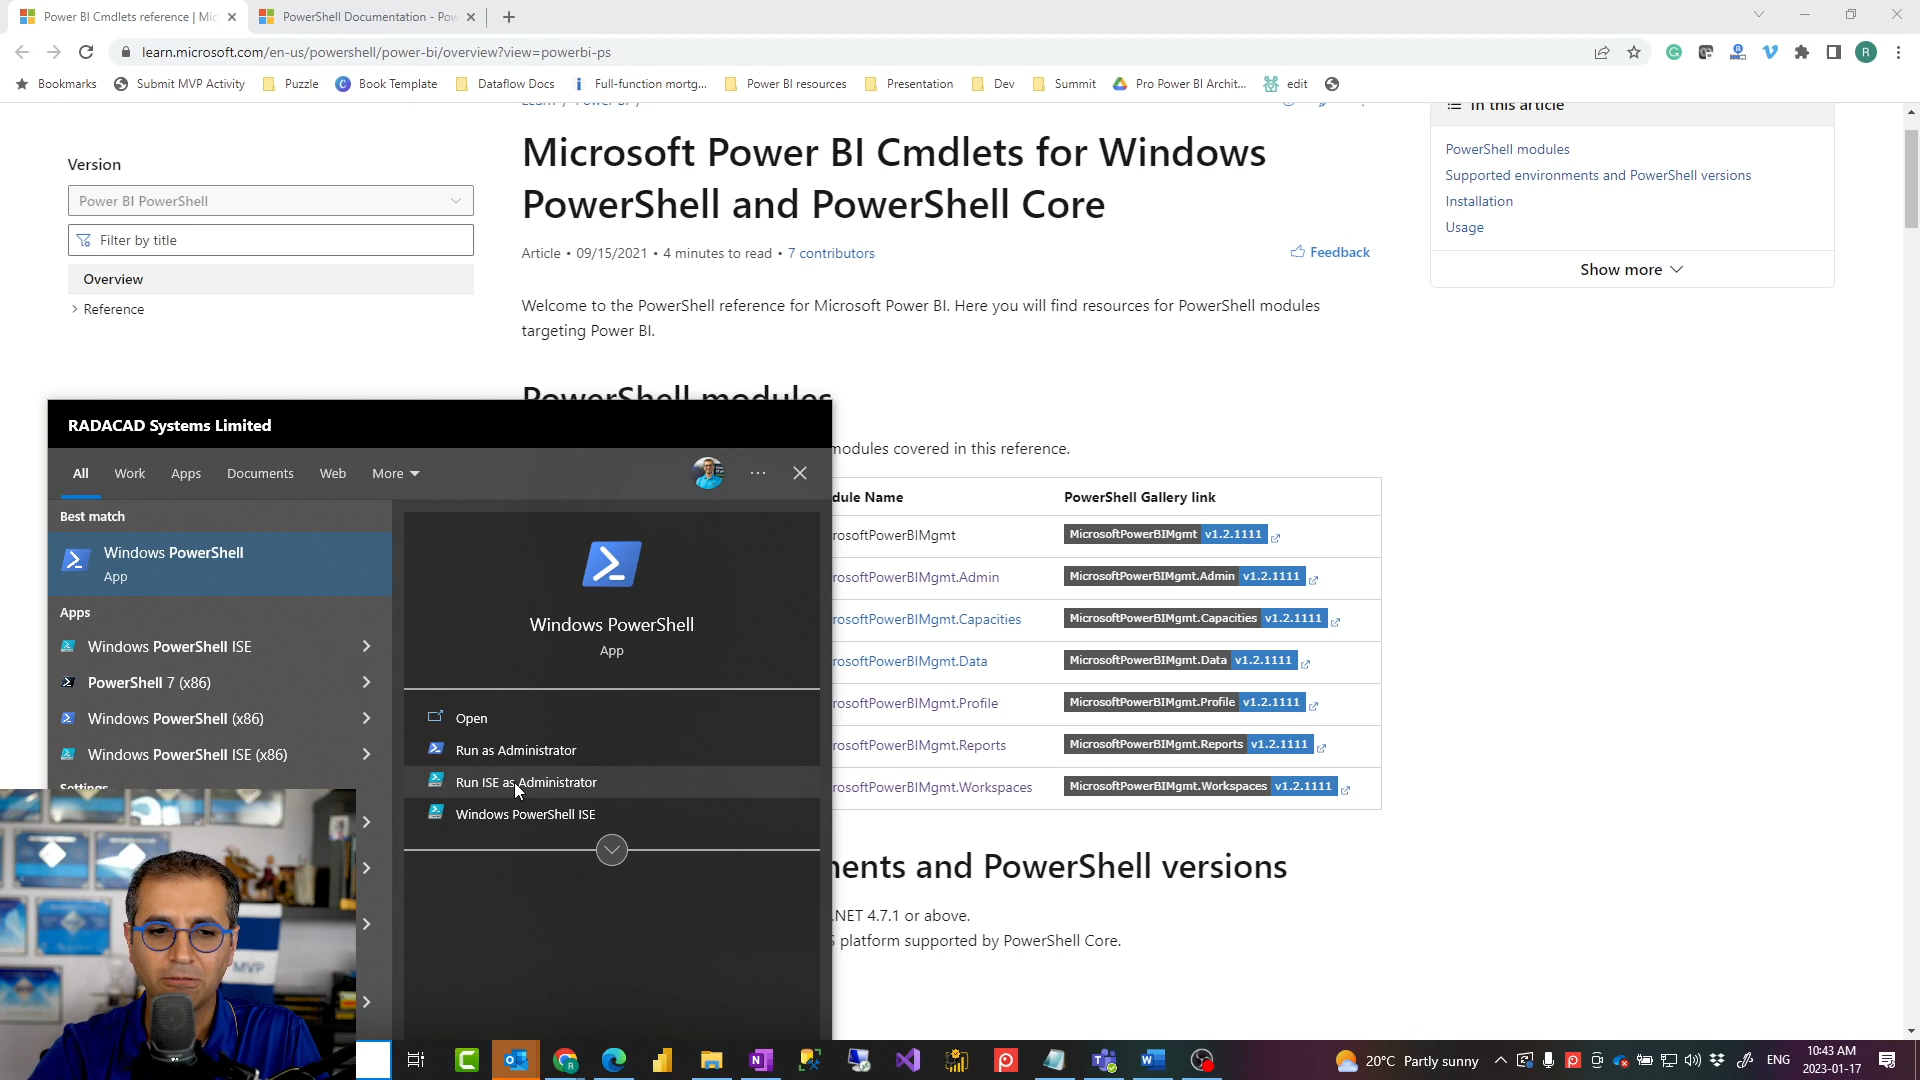 Power BI Cmdlets reference | Mic
PowerShell Documentation - Pow
learn.microsoft.com/en-us/powershell/power-bi/overview?view=powerbi-ps
R
Bookmarks
Submit MVP Activity
Puzzle
Book Template
Dataflow Docs
Full-function mortg...
Power BI resources
Presentation
Dev
Summit
Pro Power BI Archit...
edit
Learn / Power BI /
Version
Power BI PowerShell
Filter by title
Overview
Reference
Microsoft Power BI Cmdlets for Windows
PowerShell and PowerShell Core
Article • 09/15/2021 • 4 minutes to read • 7 contributors
Feedback
Welcome to the PowerShell reference for Microsoft Power BI. Here you will find resources for PowerShell modules
targeting Power BI.
PowerShell modules
modules covered in this reference.
dule Name
PowerShell Gallery link
rosoftPowerBIMgmt
MicrosoftPowerBIMgmt v1.2.1111
rosoftPowerBIMgmt.Admin
MicrosoftPowerBIMgmt.Admin v1.2.1111
rosoftPowerBIMgmt.Capacities
MicrosoftPowerBIMgmt.Capacities v1.2.1111
rosoftPowerBIMgmt.Data
MicrosoftPowerBIMgmt.Data v1.2.1111
rosoftPowerBIMgmt.Profile
MicrosoftPowerBIMgmt.Profile v1.2.1111
rosoftPowerBIMgmt.Reports
MicrosoftPowerBIMgmt.Reports v1.2.1111
rosoftPowerBIMgmt.Workspaces
MicrosoftPowerBIMgmt.Workspaces v1.2.1111
ents and PowerShell versions
.NET 4.7.1 or above.
S platform supported by PowerShell Core.
In this article
PowerShell modules
Supported environments and PowerShell versions
Installation
Usage
Show more
RADACAD Systems Limited
All
Work
Apps
Documents
Web
More
Best match
Windows PowerShell
App
Apps
Windows PowerShell ISE
PowerShell 7 (x86)
Windows PowerShell (x86)
Windows PowerShell ISE (x86)
Settings
Windows PowerShell
App
Open
Run as Administrator
Run ISE as Administrator
Windows PowerShell ISE
MVP
20°C Partly sunny
ENG
10:43 AM
2023-01-17